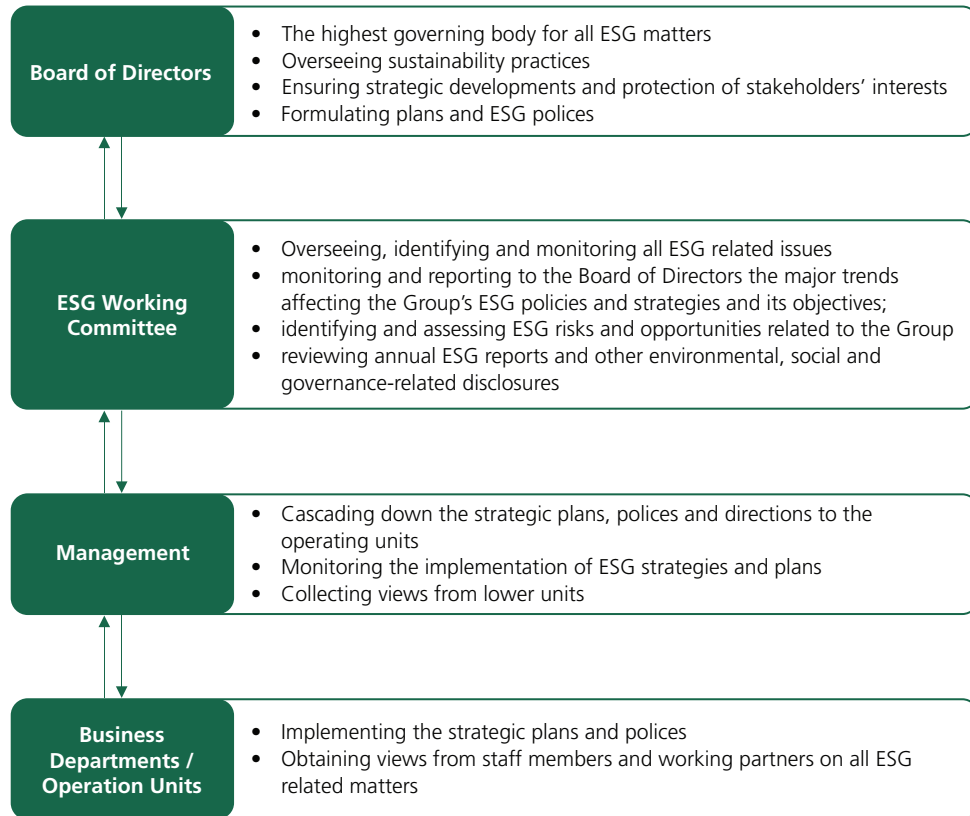 Board of Directors
• The highest governing body for all ESG matters
• Overseeing sustainability practices
• Ensuring strategic developments and protection of stakeholders’ interests
• Formulating plans and ESG polices
ESG Working
Committee
• Overseeing, identifying and monitoring all ESG related issues
• monitoring and reporting to the Board of Directors the major trends
affecting the Group’s ESG policies and strategies and its objectives;
• identifying and assessing ESG risks and opportunities related to the Group
• reviewing annual ESG reports and other environmental, social and
governance-related disclosures
Management
• Cascading down the strategic plans, polices and directions to the
operating units
• Monitoring the implementation of ESG strategies and plans
• Collecting views from lower units
Business
Departments /
Operation Units
• Implementing the strategic plans and polices
• Obtaining views from staff members and working partners on all ESG
related matters